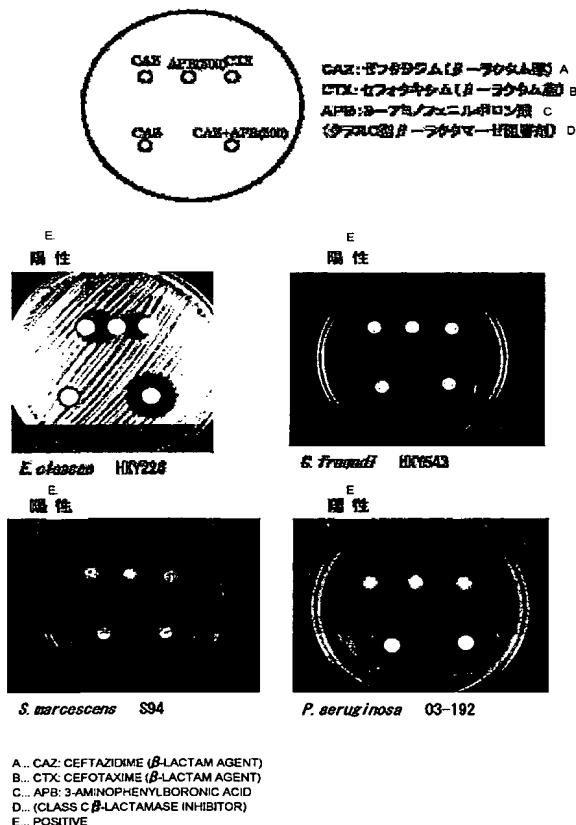 CAZ APB(300) CTX
CAZ CAZ+APB(300)
CAZ:セフタジジム(β-ラクタム薬) A
CTX:セフォタキシム(β-ラクタム薬) B
APB:3-アミノフェニルボロン酸 C
(クラスC型β-ラクタマーゼ阻害剤) D
E.
陽性
E
陽性
E. cloacae HKY226
C. freundii HKY543
E.
陽性
E
陽性
S. marcescens S94
P. aeruginosa 03-192
A... CAZ: CEFTAZIDIME (β-LACTAM AGENT)
B... CTX: CEFOTAXIME (β-LACTAM AGENT)
C... APB: 3-AMINOPHENYLBORONIC ACID
D... (CLASS C β-LACTAMASE INHIBITOR)
E... POSITIVE